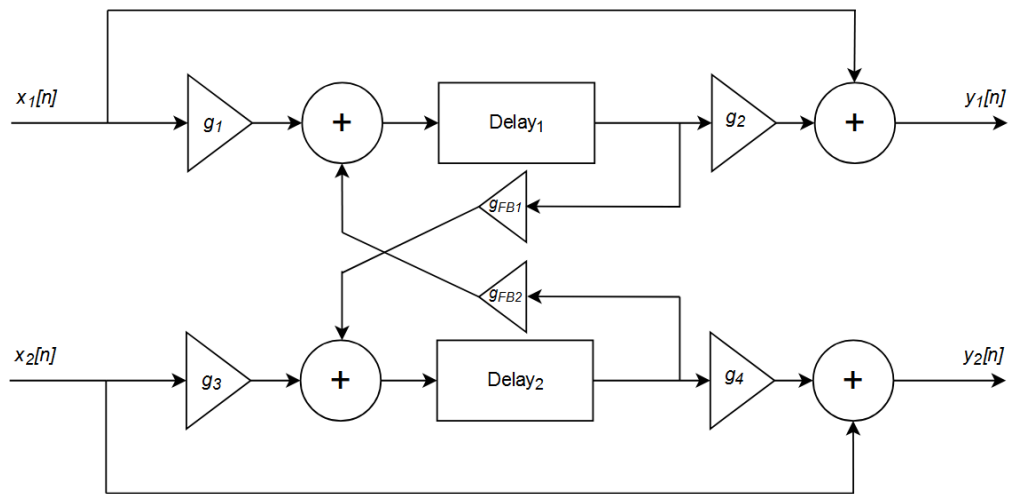 x1[n]
g1
+
Delay1
g2
+
y1[n]
gFB1
gFB2
x2[n]
g3
+
Delay2
g4
+
y2[n]